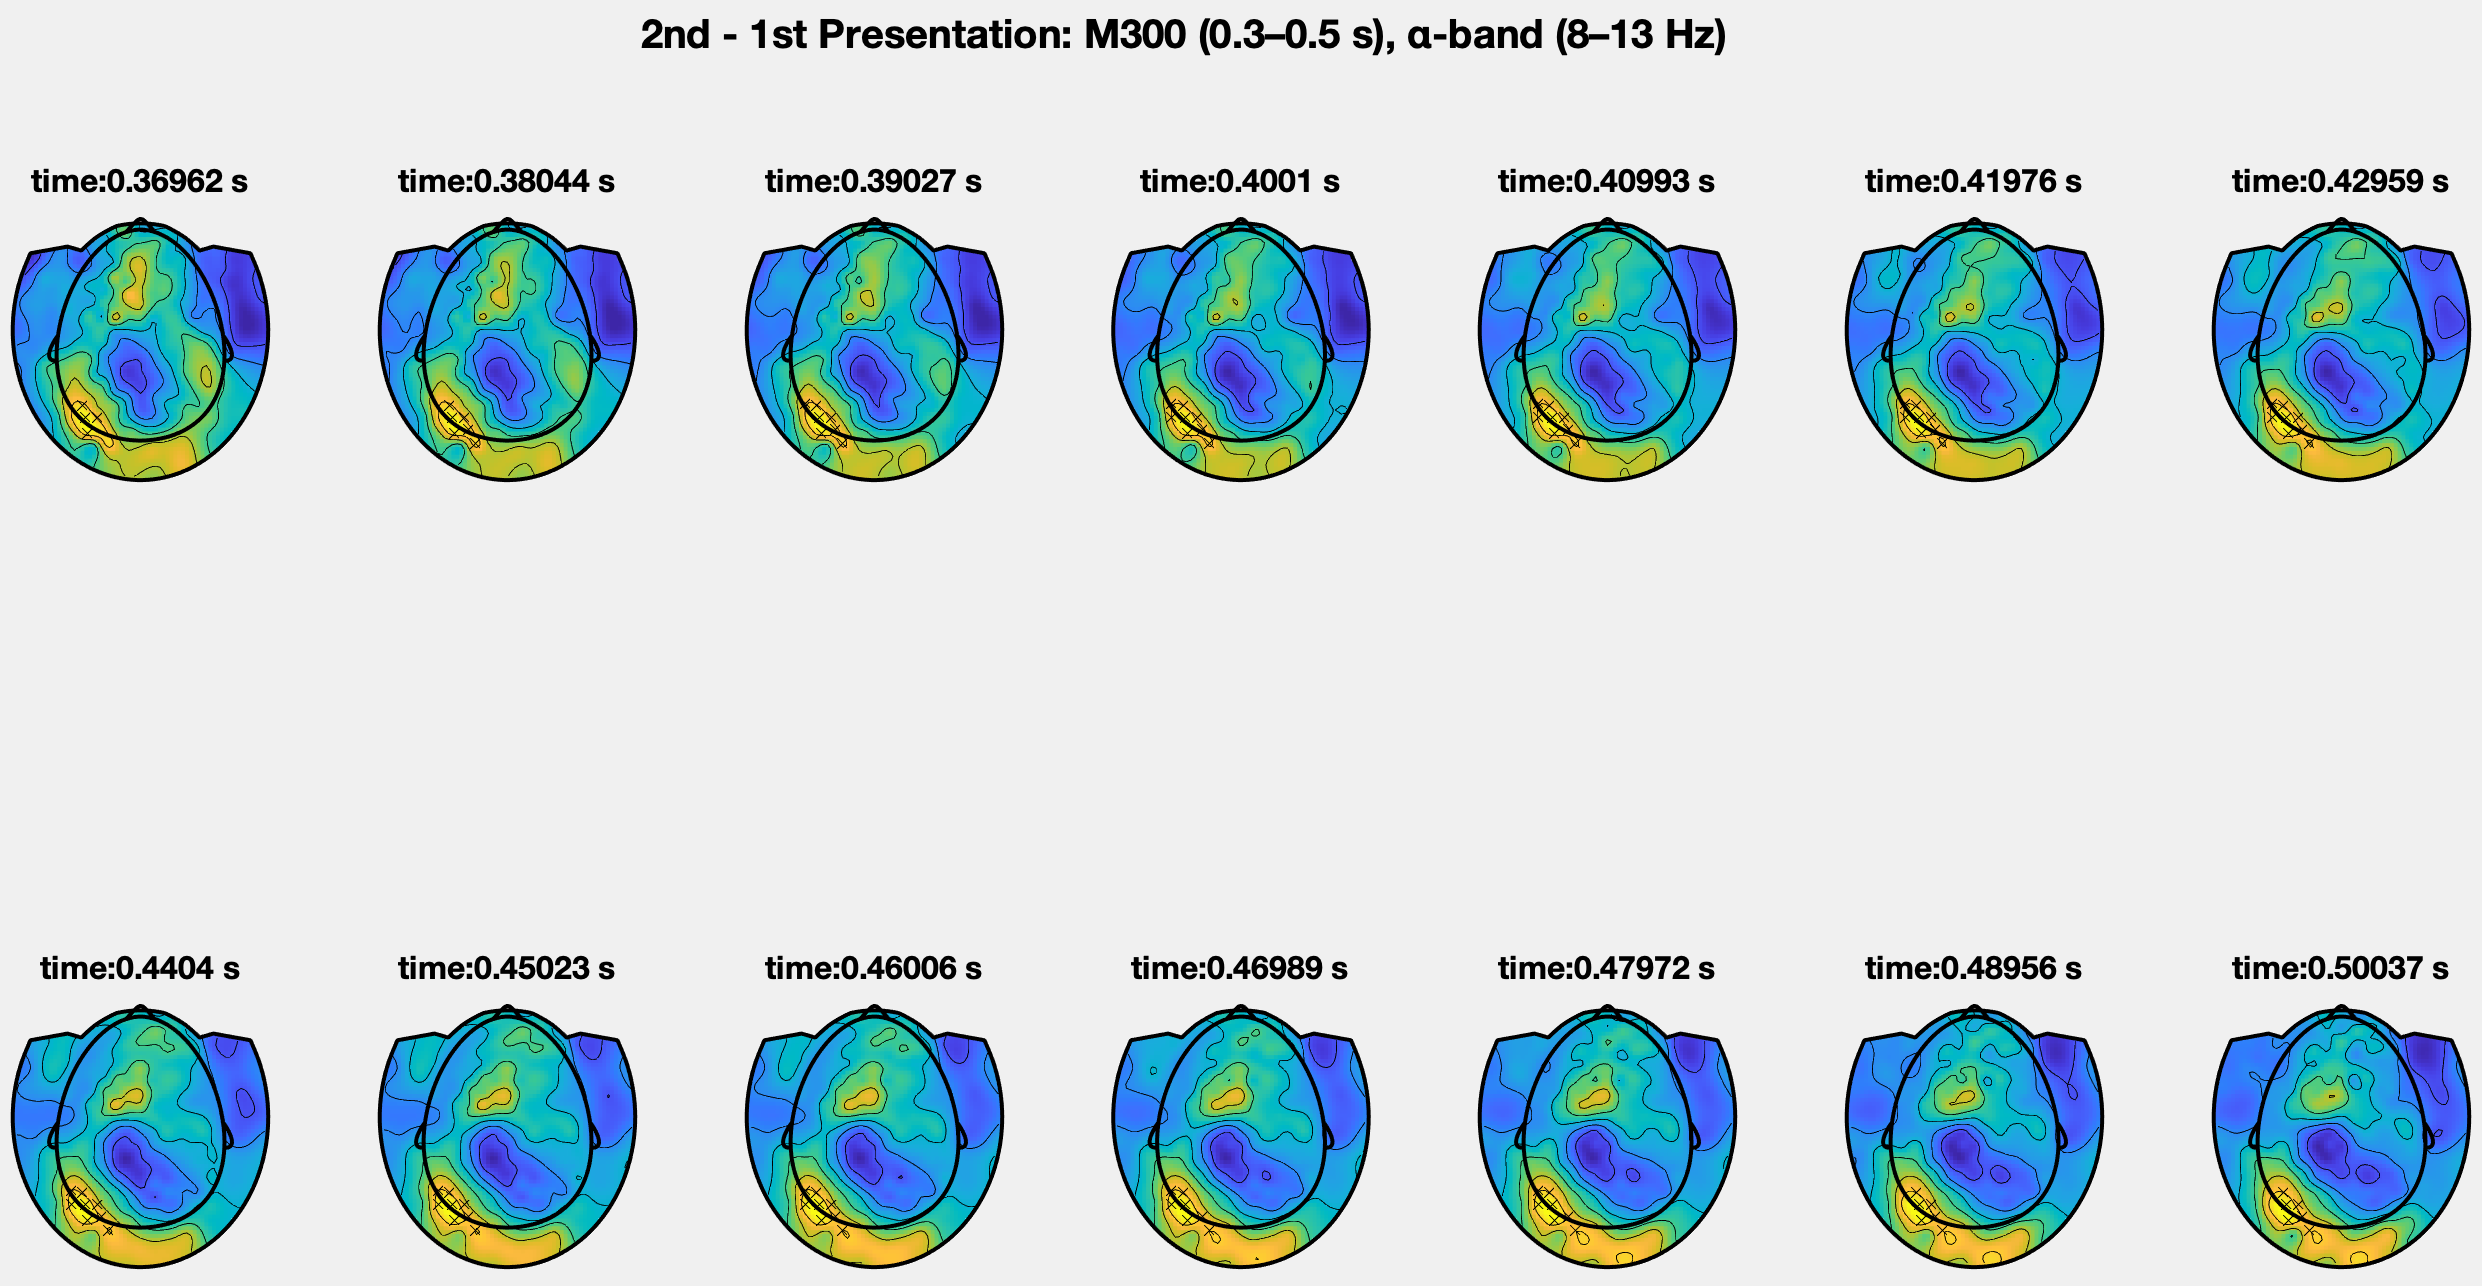 2nd - 1st Presentation: M300 (0.3–0.5 s), α-band (8–13 Hz)
time:0.36962 s
time:0.38044 s
time:0.39027 s
time:0.4001 s
time:0.40993 s
time:0.41976 s
time:0.42959 s
time:0.4404 s
time:0.45023 s
time:0.46006 s
time:0.46989 s
time:0.47972 s
time:0.48956 s
time:0.50037 s